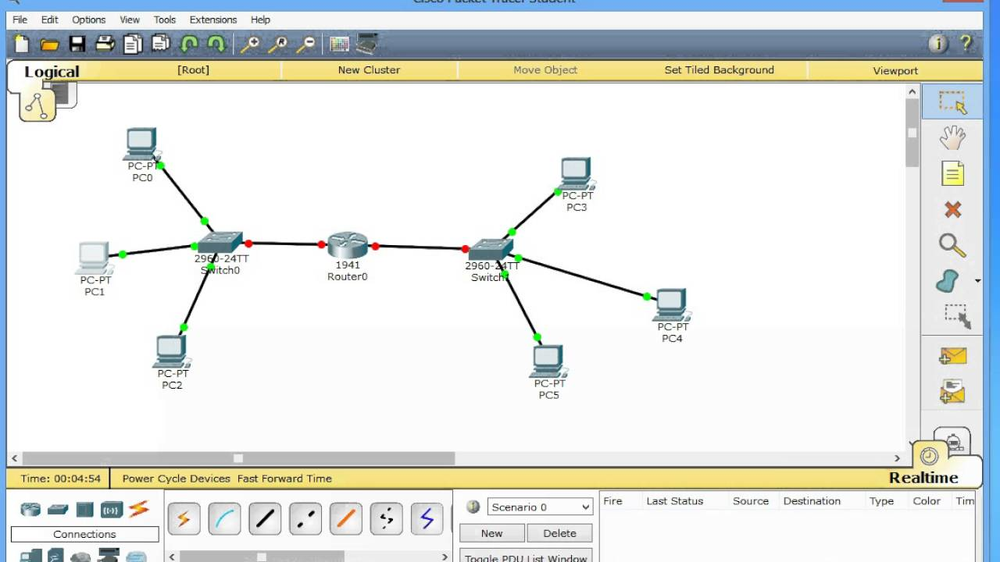 Cisco Packet Tracer Student
File Edit Options View Tools Extensions Help
Logical [Root] New Cluster Move Object Set Tiled Background Viewport
PC-PT
PC0
PC-PT
PC3
2960-24TT
Switch0
1941
Router0
2960-24TT
Switch1
PC-PT
PC1
PC-PT
PC4
PC-PT
PC2
PC-PT
PC5
Time: 00:04:54 Power Cycle Devices Fast Forward Time
Realtime
Scenario 0
Fire Last Status Source Destination Type Color Tim
Connections
New Delete
Toggle PDU List Window